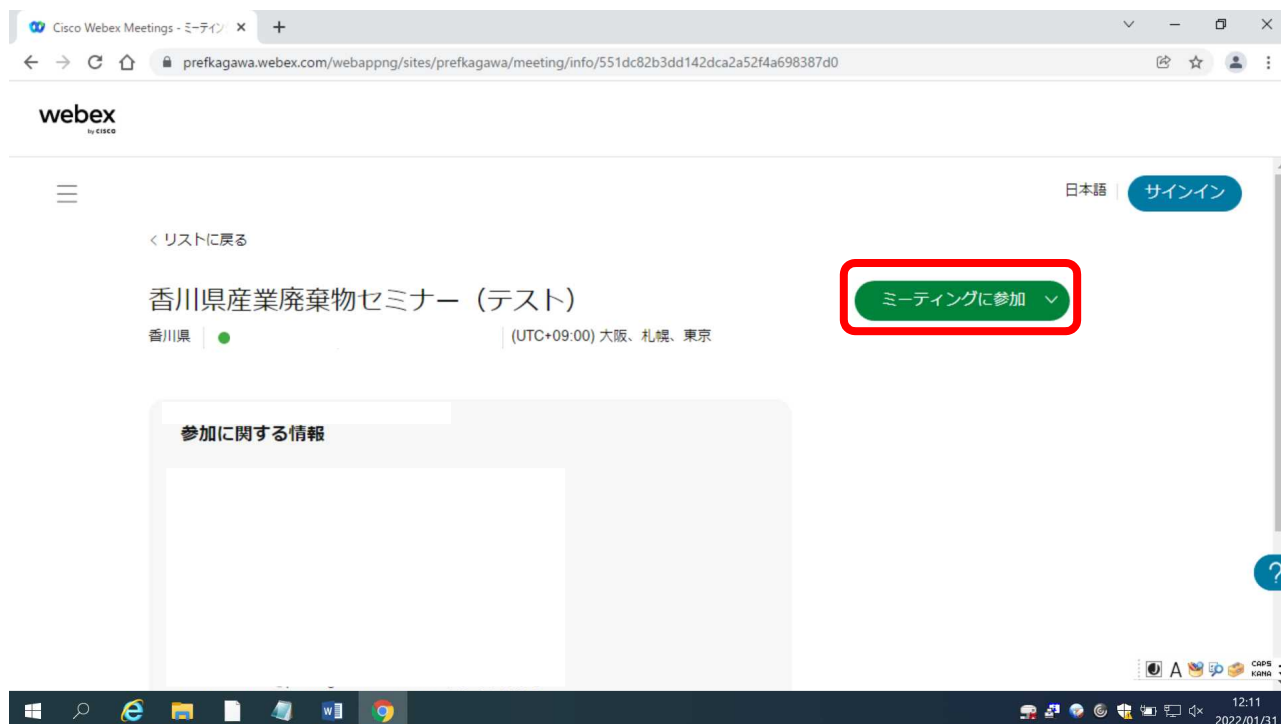 Cisco Webex Meetings - ミーティン
prefkagawa.webex.com/webappng/sites/prefkagawa/meeting/info/551dc82b3dd142dca2a52f4a698387d0
webex
by CISCO
日本語
サインイン
リストに戻る
香川県産業廃棄物セミナー（テスト）
ミーティングに参加
香川県
(UTC+09:00) 大阪、札幌、東京
参加に関する情報
?
A
CAPS
KANA
12:11
2022/01/31